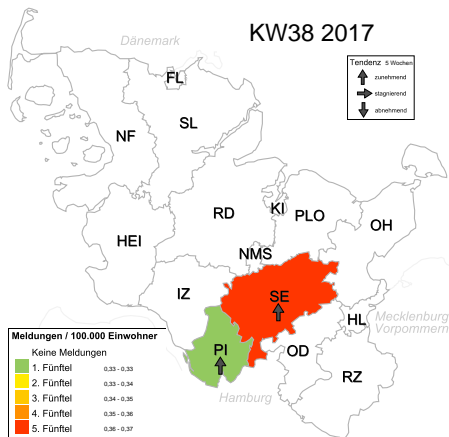 KW38 2017
Dänemark
Tendenz 5 Wochen
zunehmend
stagnierend
abnehmend
FL
SL
NF
RD
KI
PLO
OH
HEI
NMS
IZ
SE
HL
Mecklenburg
Vorpommern
PI
OD
RZ
Hamburg
Meldungen / 100.000 Einwohner
Keine Meldungen
1. Fünftel 0,33 - 0,33
2. Fünftel 0,33 - 0,34
3. Fünftel 0,34 - 0,35
4. Fünftel 0,35 - 0,36
5. Fünftel 0,36 - 0,37